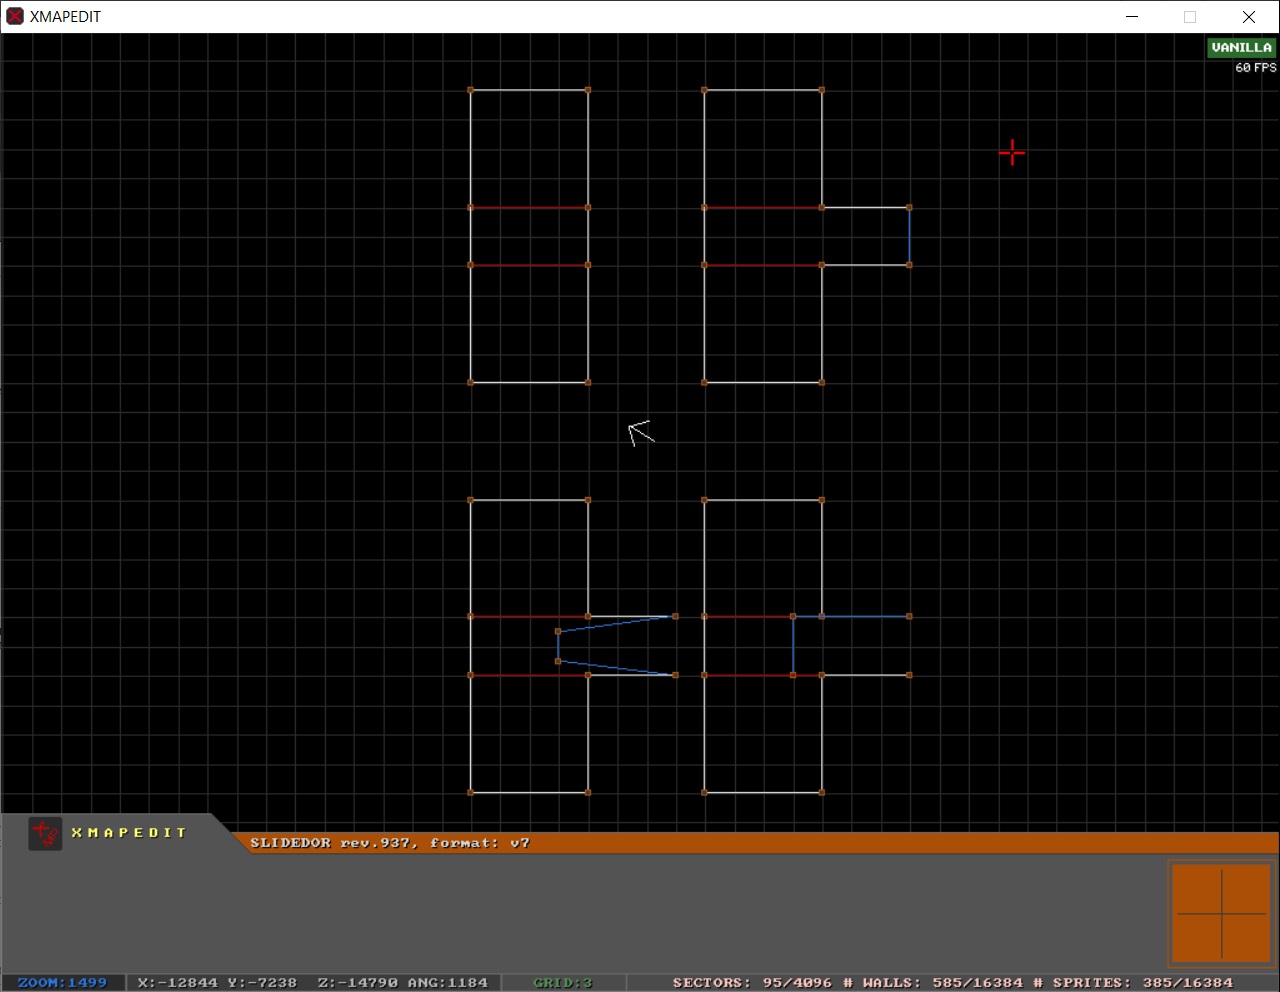 XMAPEDIT
VANILLA
60 FPS
XMAPEDIT
SLIDEDOR rev.937, format: v7
ZOOM:1499 X:-12844 Y:-7238 Z:-14790 ANG:1184 GRID:3 SECTORS: 95/4096 # WALLS: 585/16384 # SPRITES: 385/16384